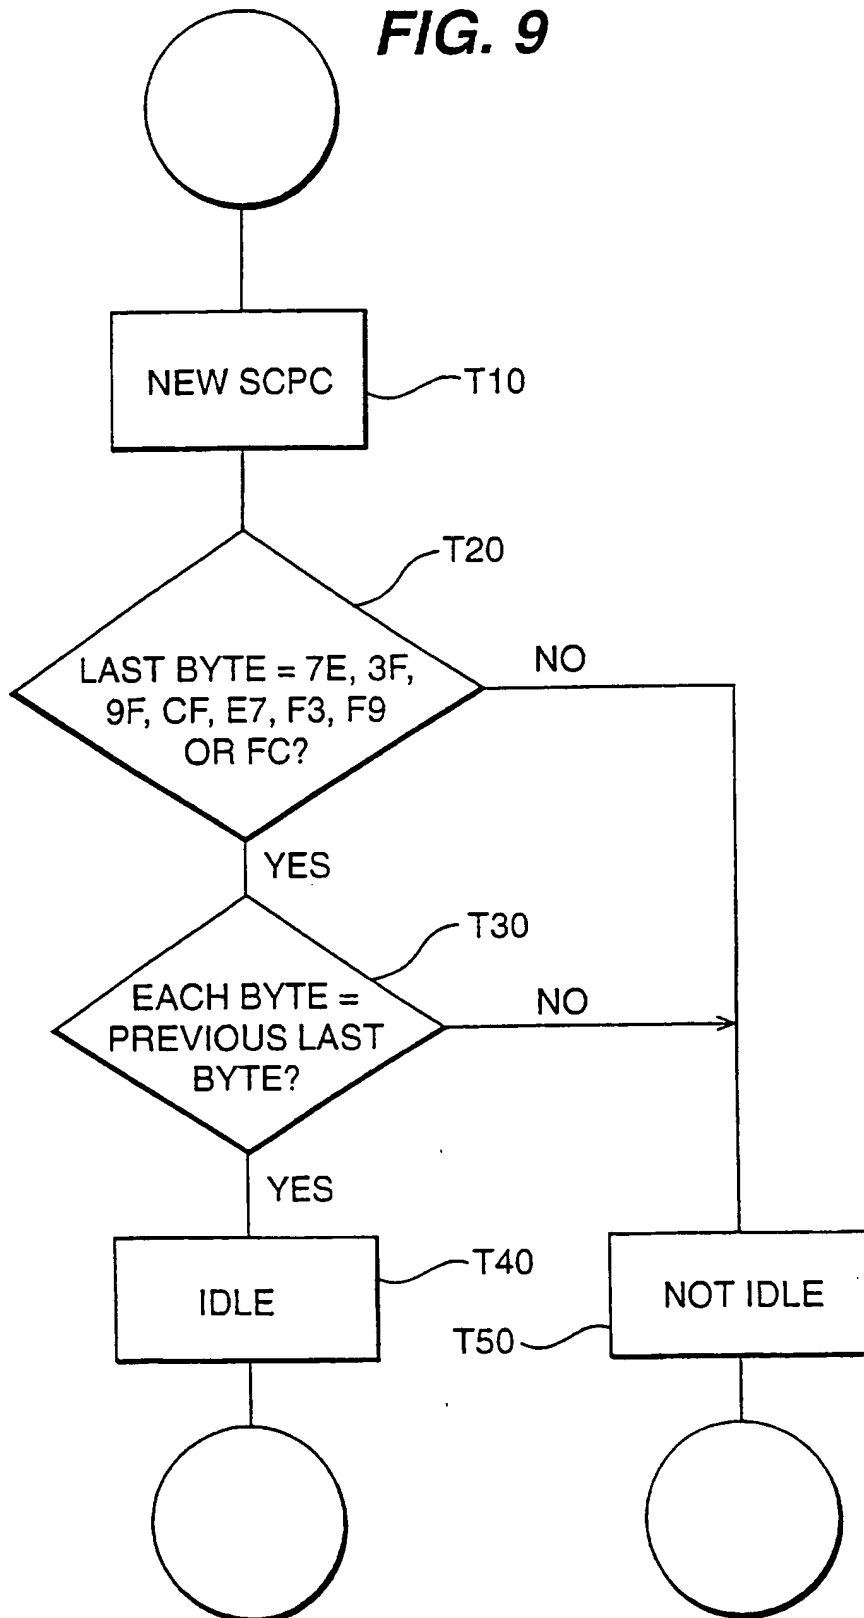 FIG. 9
NEW SCPC
T10
T20
LAST BYTE = 7E, 3F,
9F, CF, E7, F3, F9
OR FC?
NO
YES
T30
EACH BYTE =
PREVIOUS LAST
BYTE?
NO
YES
IDLE
T40
NOT IDLE
T50